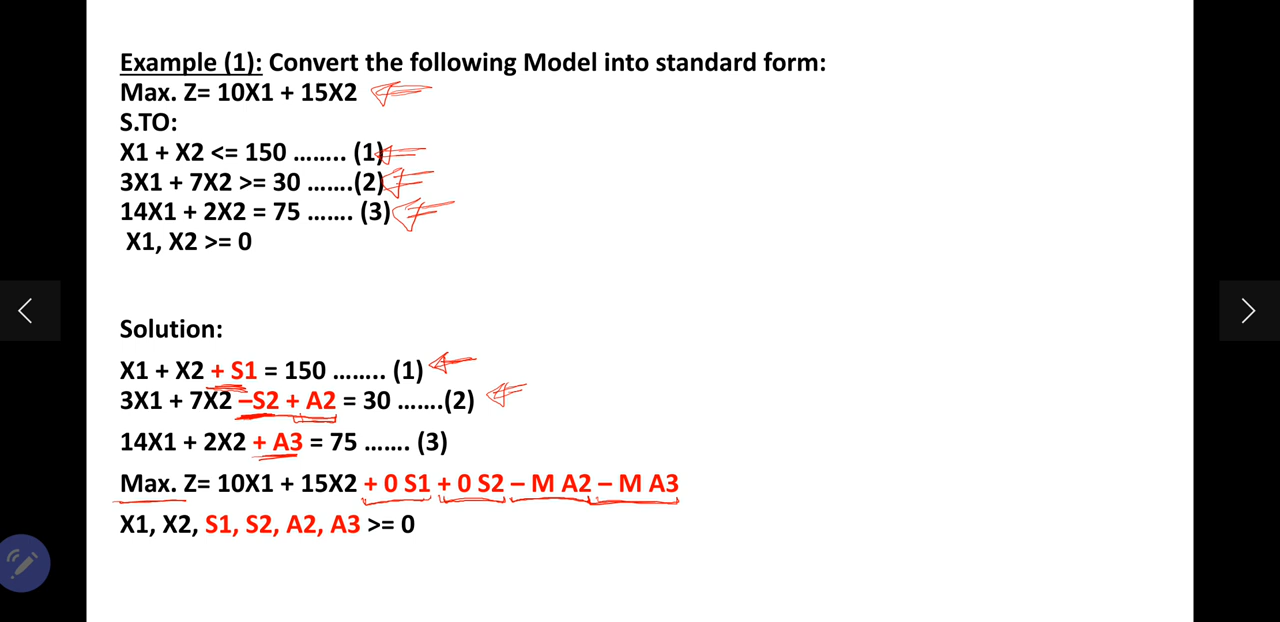 Example (1): Convert the following Model into standard form:
Max. Z= 10X1 + 15X2
S.TO:
X1 + X2 <= 150 ........ (1)
3X1 + 7X2 >= 30 .......(2)
14X1 + 2X2 = 75 ....... (3)
X1, X2 >= 0
Solution:
X1 + X2 + S1 = 150 ........ (1)
3X1 + 7X2 –S2 + A2 = 30 .......(2)
14X1 + 2X2 + A3 = 75 ....... (3)
Max. Z= 10X1 + 15X2 + 0 S1 + 0 S2 – M A2 – M A3
X1, X2, S1, S2, A2, A3 >= 0